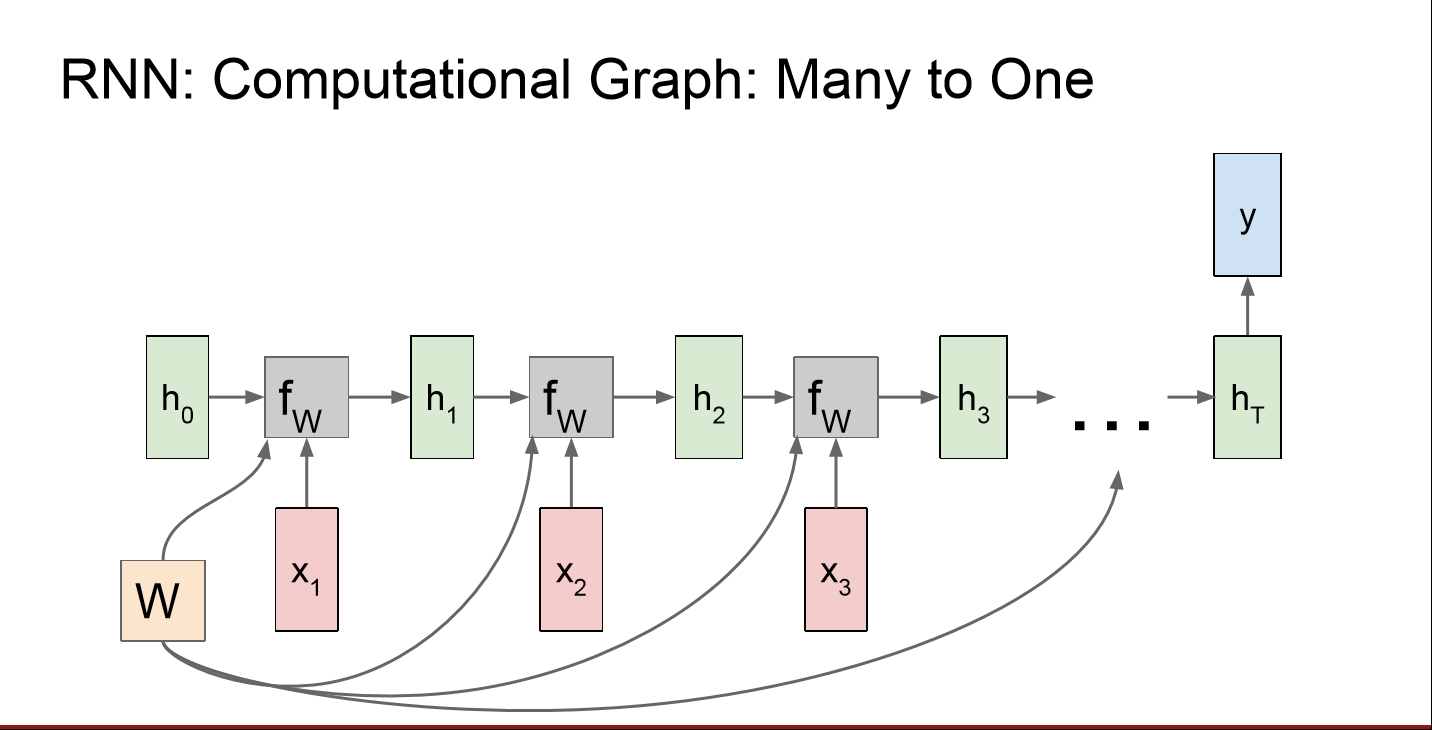 RNN: Computational Graph: Many to One
y
h0 fW h1 fW h2 fW h3 ... hT
x1 x2 x3
W